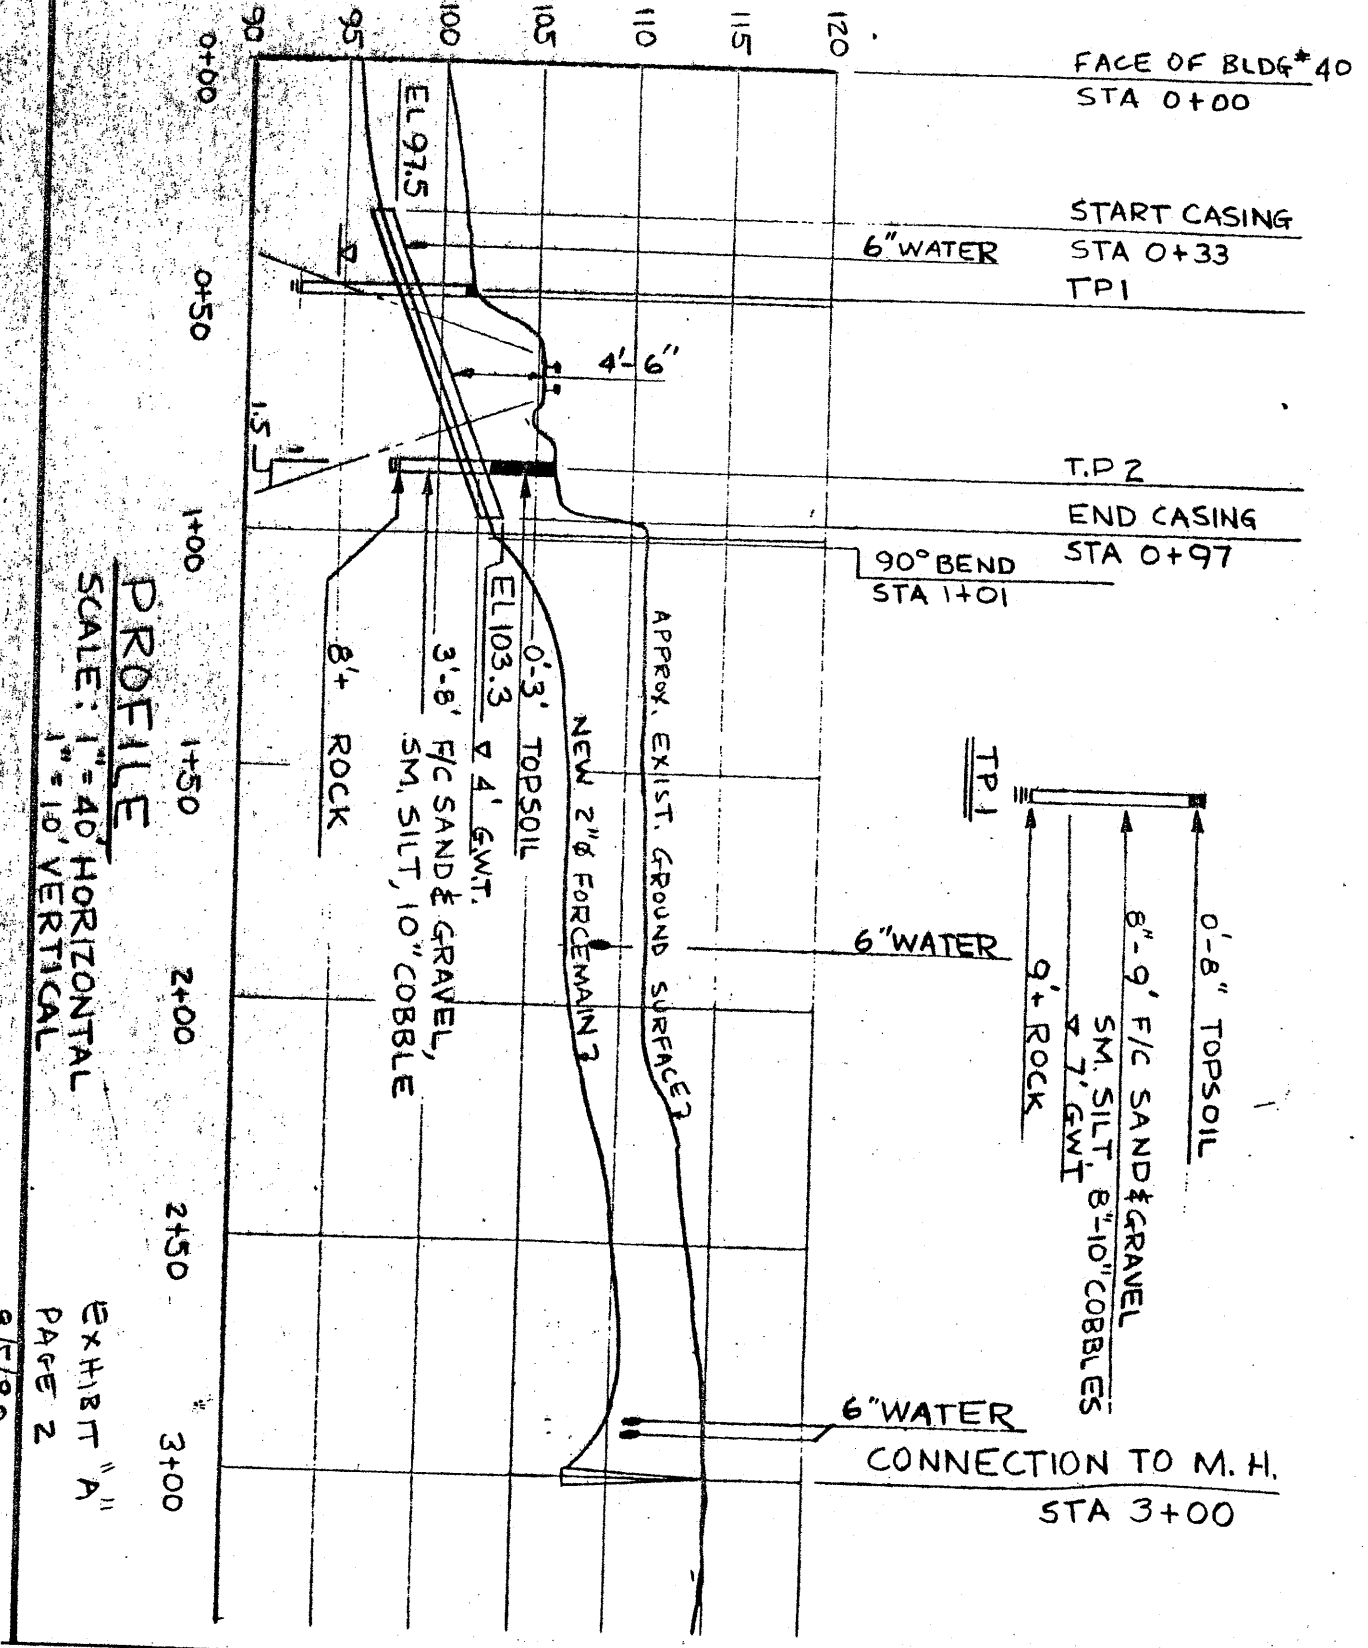 FACE OF BLDG #40
STA 0+00
START CASING
STA 0+33
6" WATER
TP1
T.P 2
END CASING
STA 0+97
90° BEND
STA 1+01
6" WATER
6" WATER
CONNECTION TO M. H.
STA 3+00
120
115
110
105
100
95
90
EL 97.5
4'-6"
1.5
1
0+00
0+50
1+00
1+50
2+00
2+50
3+00
APPROX. EXIST. GROUND SURFACE
NEW 2"ø FORCEMAIN
0'-3' TOPSOIL
EL 103.3
4' G.W.T.
3'-8' F/C SAND & GRAVEL,
SM. SILT, 10" COBBLE
8'+ ROCK
TP 1
0'-8" TOPSOIL
8"-9' F/C SAND & GRAVEL
SM. SILT, 8"-10" COBBLES
7' GWT
9'+ ROCK
PROFILE
SCALE: 1" = 40' HORIZONTAL
1" = 10' VERTICAL
EXHIBT "A"
PAGE 2